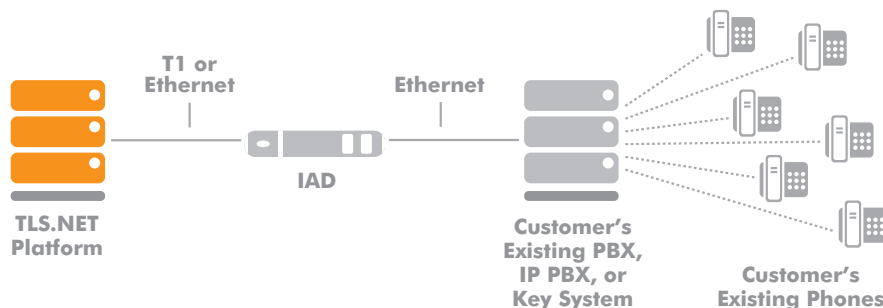 T1 or
Ethernet
Ethernet
IAD
TLS.NET
Platform
Customer's
Existing PBX,
IP PBX, or
Key System
Customer's
Existing Phones